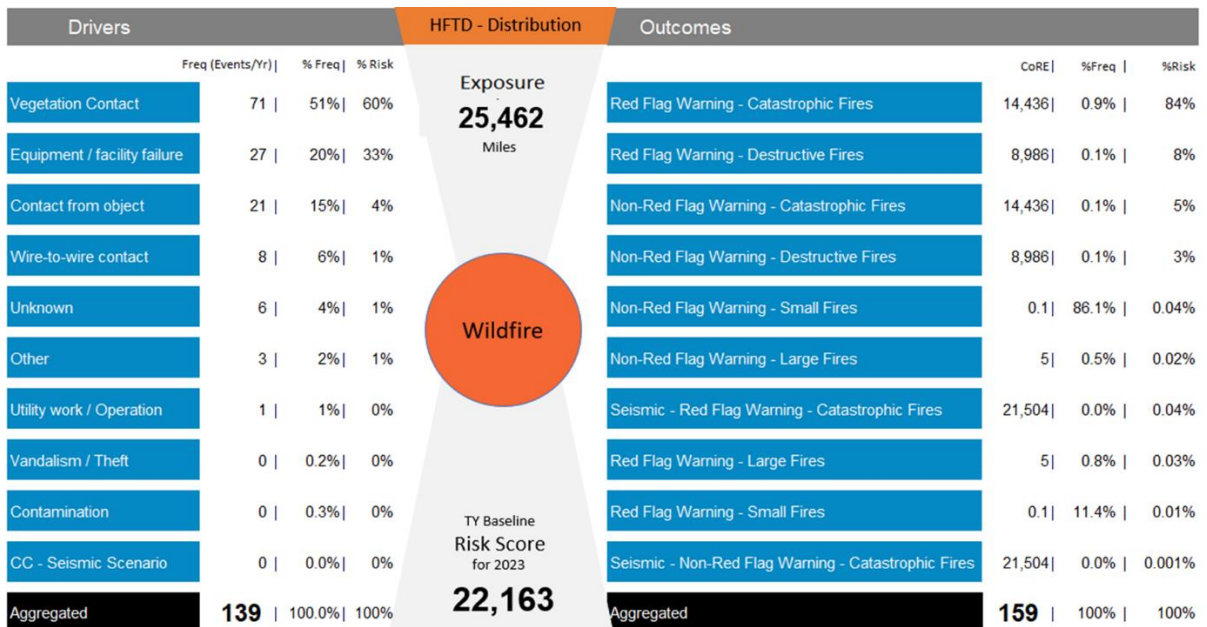 Drivers
HFTD - Distribution
Outcomes
Freq (Events/Yr)| % Freq| % Risk
Vegetation Contact 71 | 51%| 60%
Equipment / facility failure 27 | 20%| 33%
Contact from object 21 | 15%| 4%
Wire-to-wire contact 8 | 6%| 1%
Unknown 6 | 4%| 1%
Other 3 | 2%| 1%
Utility work / Operation 1 | 1%| 0%
Vandalism / Theft 0 | 0.2%| 0%
Contamination 0 | 0.3%| 0%
CC - Seismic Scenario 0 | 0.0%| 0%
Aggregated 139 | 100.0%| 100%
Exposure
25,462
Miles
Wildfire
TY Baseline
Risk Score
for 2023
22,163
CoRE| %Freq | %Risk
Red Flag Warning - Catastrophic Fires 14,436| 0.9% | 84%
Red Flag Warning - Destructive Fires 8,986| 0.1% | 8%
Non-Red Flag Warning - Catastrophic Fires 14,436| 0.1% | 5%
Non-Red Flag Warning - Destructive Fires 8,986| 0.1% | 3%
Non-Red Flag Warning - Small Fires 0.1| 86.1% | 0.04%
Non-Red Flag Warning - Large Fires 5| 0.5% | 0.02%
Seismic - Red Flag Warning - Catastrophic Fires 21,504| 0.0% | 0.04%
Red Flag Warning - Large Fires 5| 0.8% | 0.03%
Red Flag Warning - Small Fires 0.1| 11.4% | 0.01%
Seismic - Non-Red Flag Warning - Catastrophic Fires 21,504| 0.0% | 0.001%
Aggregated 159 | 100% | 100%